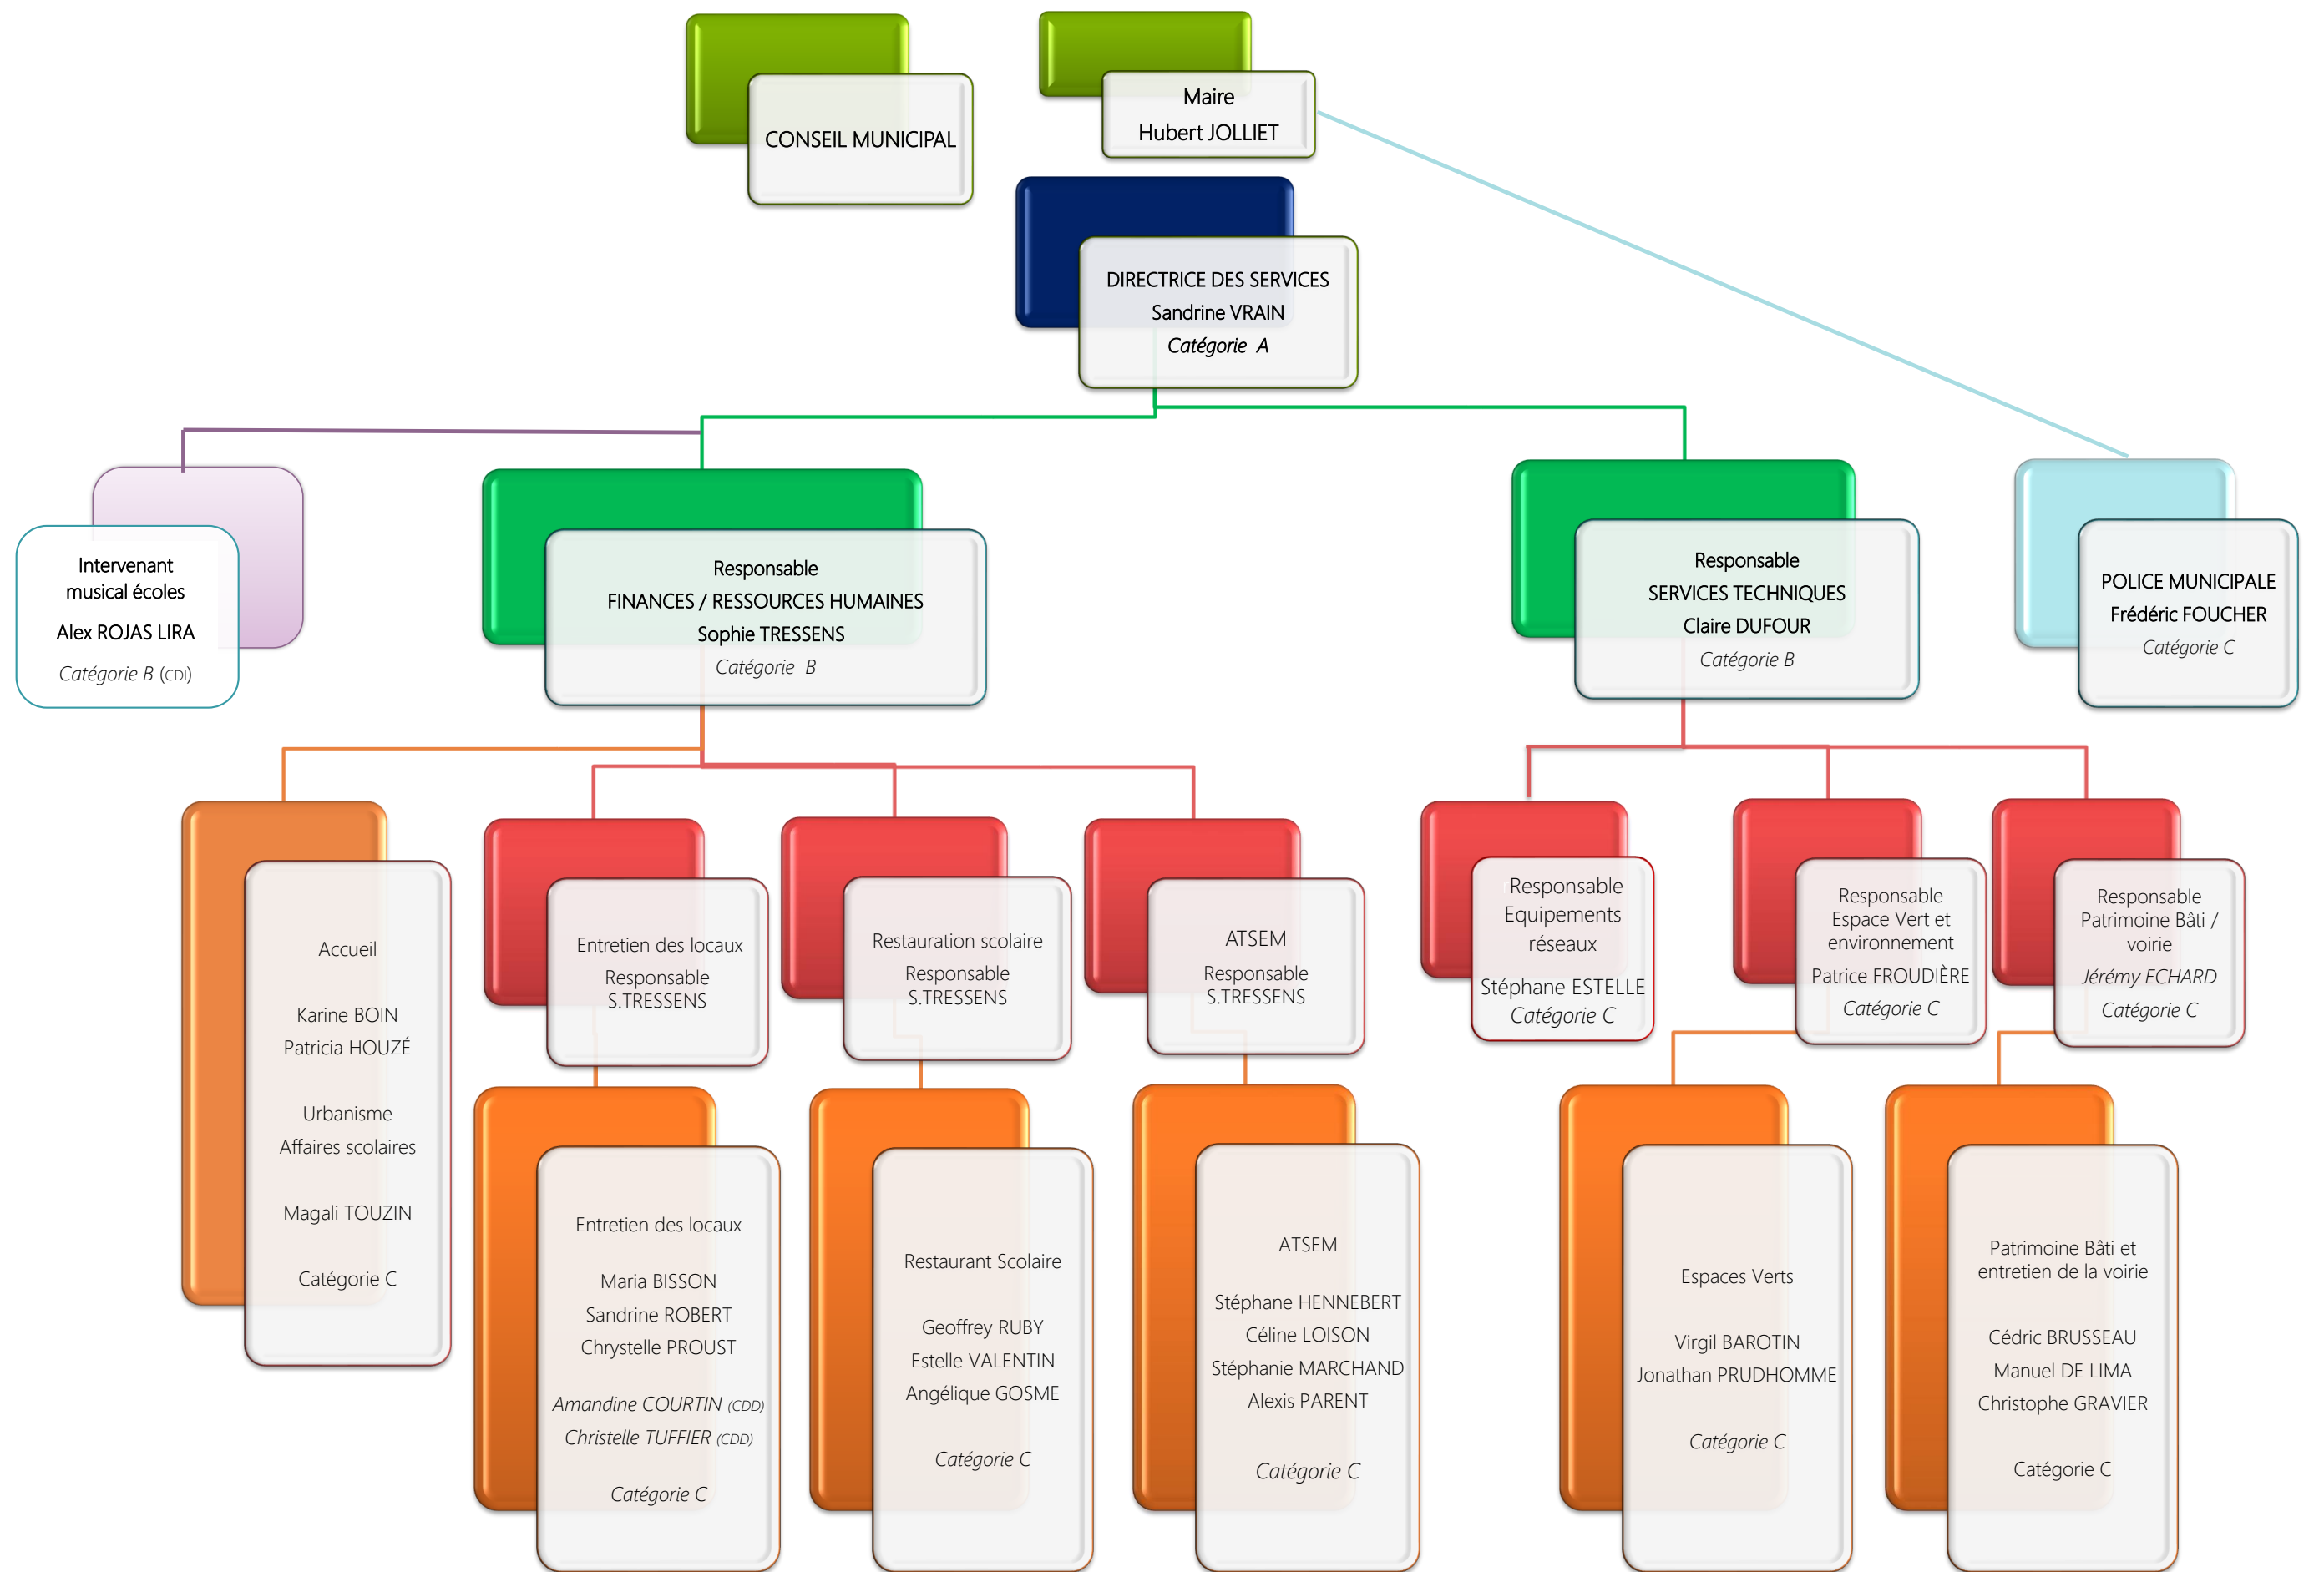 CONSEIL MUNICIPAL
Maire
Hubert JOLLIET
DIRECTRICE DES SERVICES
Sandrine VRAIN
Catégorie A
Intervenant
musical écoles
Alex ROJAS LIRA
Catégorie B (CDI)
Responsable
FINANCES / RESSOURCES HUMAINES
Sophie TRESSENS
Catégorie B
Responsable
SERVICES TECHNIQUES
Claire DUFOUR
Catégorie B
POLICE MUNICIPALE
Frédéric FOUCHER
Catégorie C
Accueil
Karine BOIN
Patricia HOUZÉ
Urbanisme
Affaires scolaires
Magali TOUZIN
Catégorie C
Entretien des locaux
Responsable
S.TRESSENS
Restauration scolaire
Responsable
S.TRESSENS
ATSEM
Responsable
S.TRESSENS
Responsable
Equipements
réseaux
Stéphane ESTELLE
Catégorie C
Responsable
Espace Vert et
environnement
Patrice FROUDIÈRE
Catégorie C
Responsable
Patrimoine Bâti /
voirie
Jérémy ECHARD
Catégorie C
Entretien des locaux
Maria BISSON
Sandrine ROBERT
Chrystelle PROUST
Amandine COURTIN (CDD)
Christelle TUFFIER (CDD)
Catégorie C
Restaurant Scolaire
Geoffrey RUBY
Estelle VALENTIN
Angélique GOSME
Catégorie C
ATSEM
Stéphane HENNEBERT
Céline LOISON
Stéphanie MARCHAND
Alexis PARENT
Catégorie C
Espaces Verts
Virgil BAROTIN
Jonathan PRUDHOMME
Catégorie C
Patrimoine Bâti et
entretien de la voirie
Cédric BRUSSEAU
Manuel DE LIMA
Christophe GRAVIER
Catégorie C